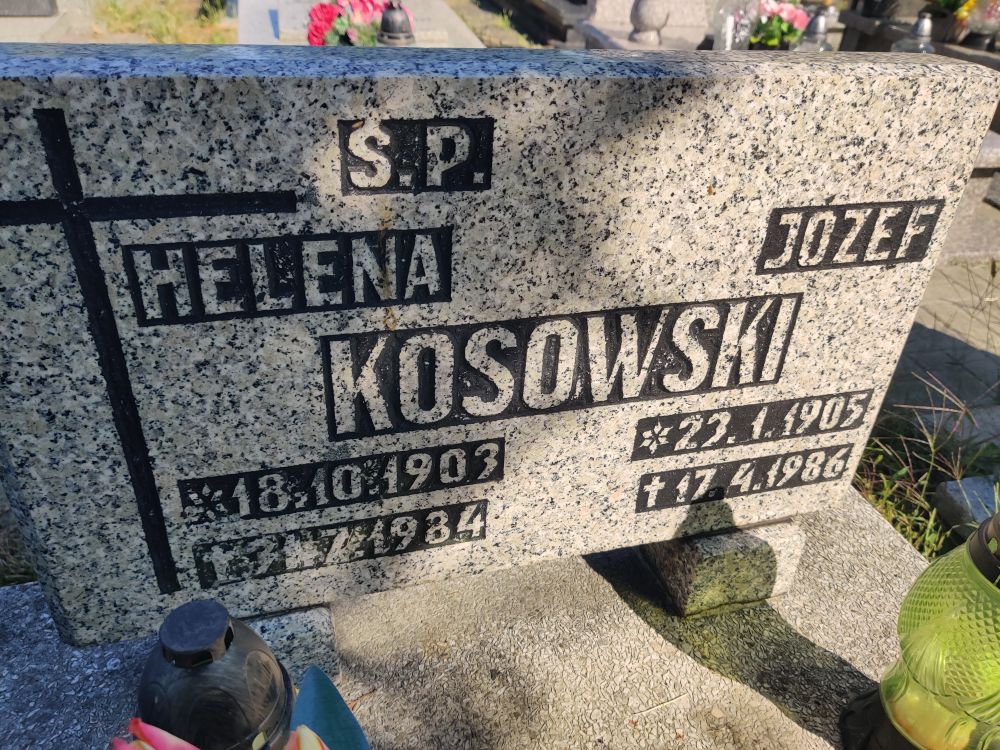 S.P.
HELENA JOZEF
KOSOWSKI
*18.10.1903 *22.1.1905
†17.4.1986